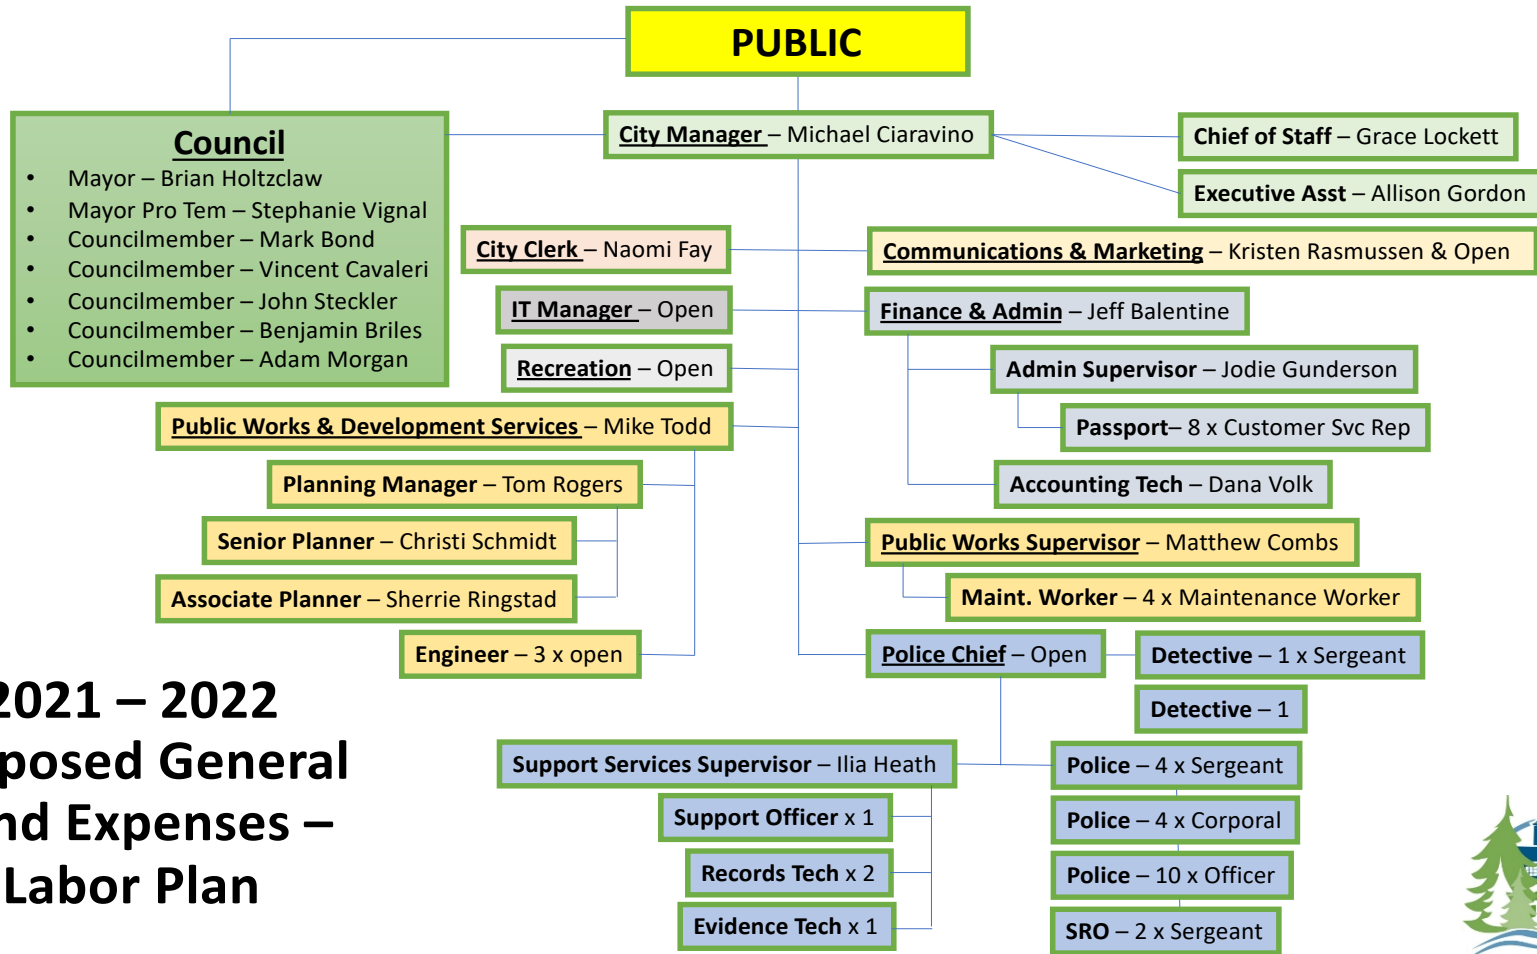 PUBLIC
Council
• Mayor – Brian Holtzclaw
• Mayor Pro Tem – Stephanie Vignal
• Councilmember – Mark Bond
• Councilmember – Vincent Cavaleri
• Councilmember – John Steckler
• Councilmember – Benjamin Briles
• Councilmember – Adam Morgan
City Manager – Michael Ciaravino
Chief of Staff – Grace Lockett
Executive Asst – Allison Gordon
City Clerk – Naomi Fay
Communications & Marketing – Kristen Rasmussen & Open
IT Manager – Open
Finance & Admin – Jeff Balentine
Recreation – Open
Admin Supervisor – Jodie Gunderson
Public Works & Development Services – Mike Todd
Passport– 8 x Customer Svc Rep
Planning Manager – Tom Rogers
Accounting Tech – Dana Volk
Senior Planner – Christi Schmidt
Public Works Supervisor – Matthew Combs
Associate Planner – Sherrie Ringstad
Maint. Worker – 4 x Maintenance Worker
Engineer – 3 x open
Police Chief – Open
Detective – 1 x Sergeant
Detective – 1
Support Services Supervisor – Ilia Heath
Police – 4 x Sergeant
Support Officer x 1
Police – 4 x Corporal
Records Tech x 2
Police – 10 x Officer
Evidence Tech x 1
SRO – 2 x Sergeant
2021 – 2022
posed General
nd Expenses –
Labor Plan